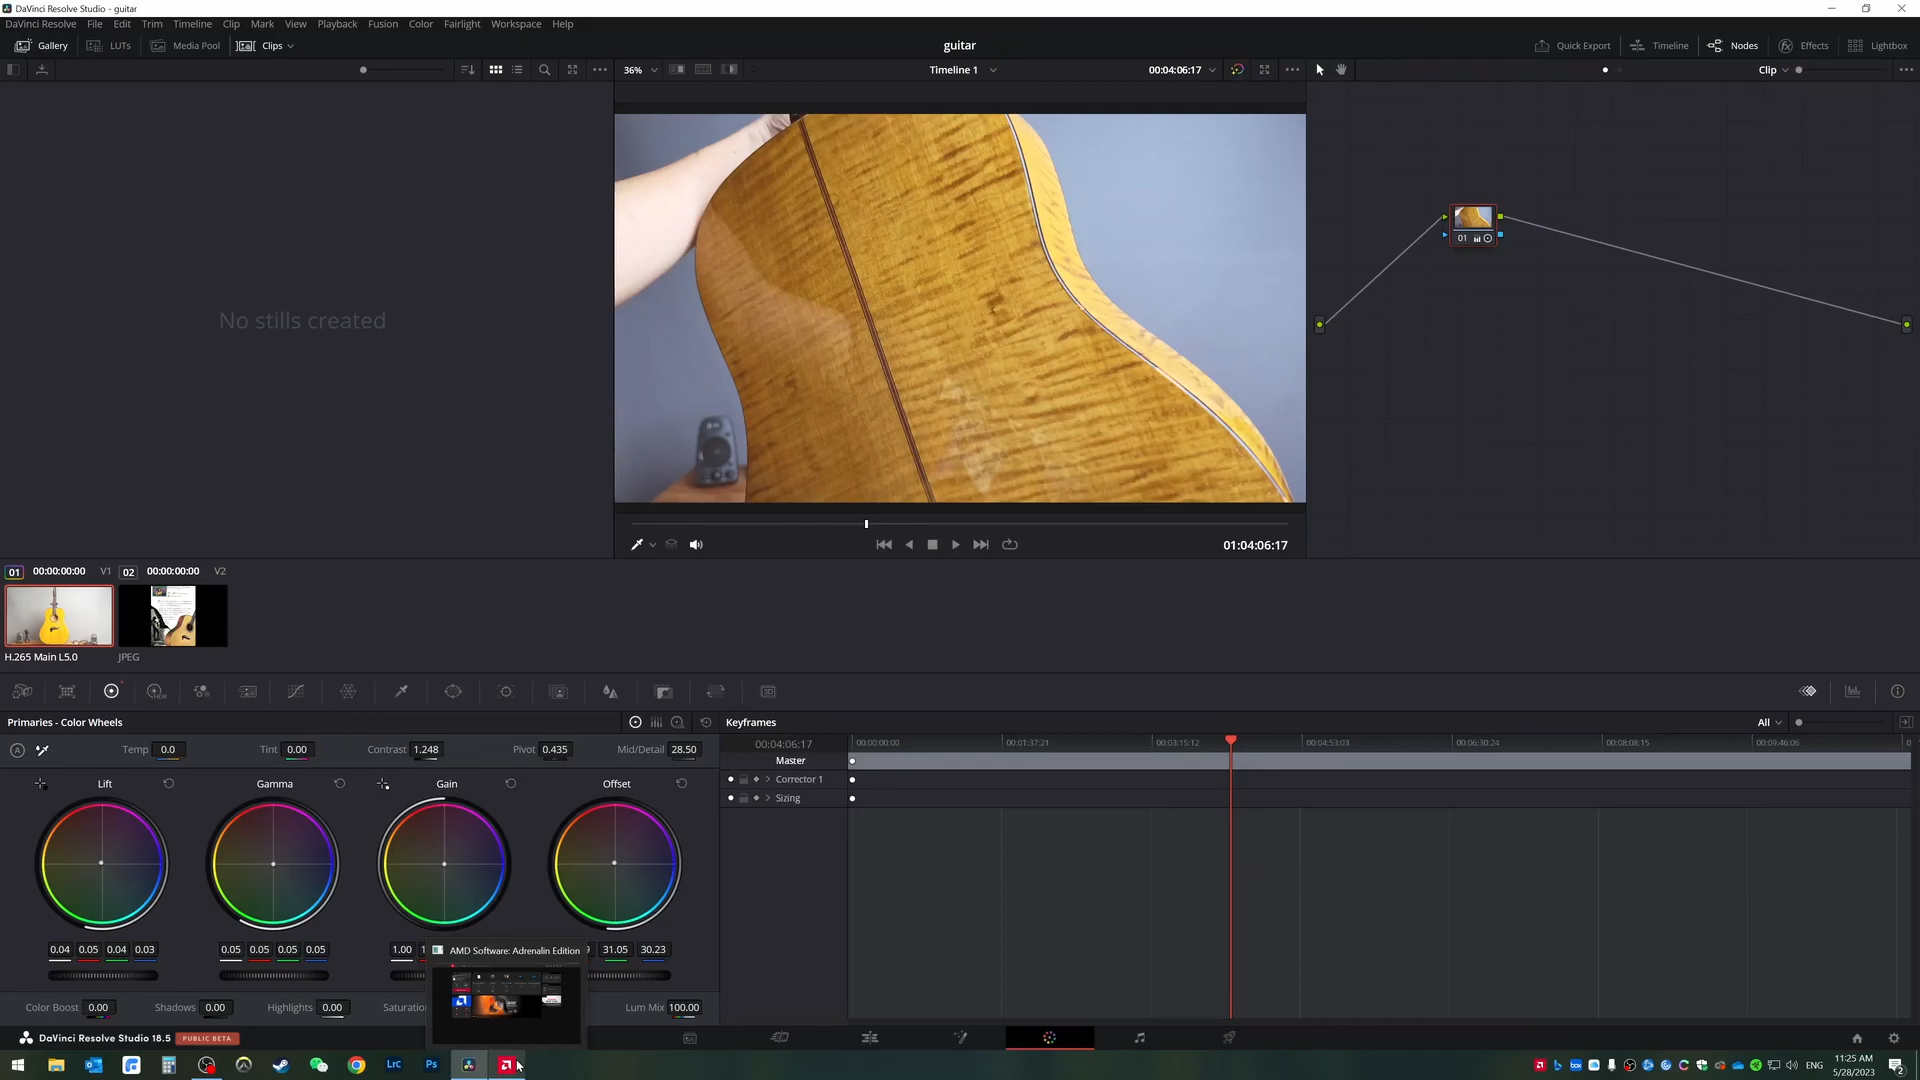 DaVinci Resolve Studio - guitar
DaVinci Resolve File Edit Trim Timeline Clip Mark View Playback Fusion Color Fairlight Workspace Help
Gallery LUTs Media Pool Clips guitar Quick Export Timeline Nodes Effects Lightbox
36% Timeline 1 00:04:06:17 Clip
No stills created
01
01:04:06:17
01 00:00:00:00 V1 02 00:00:00:00 V2
H.265 Main L5.0 JPEG
Primaries - Color Wheels Keyframes All
Temp 0.0 Tint 0.00 Contrast 1.248 Pivot 0.435 Mid/Detail 28.50
00:04:06:17 00:00:00:00 00:01:37:21 00:03:15:12 00:04:53:03 00:06:30:24 00:08:08:15 00:09:46:06
Master
Corrector 1
Sizing
Lift Gamma Gain Offset
0.04 0.05 0.04 0.03 0.05 0.05 0.05 0.05 1.00 31.05 30.23
AMD Software: Adrenalin Edition
Color Boost 0.00 Shadows 0.00 Highlights 0.00 Lum Mix 100.00
DaVinci Resolve Studio 18.5 PUBLIC BETA
LrC Ps ENG
11:25 AM
5/28/2023
2